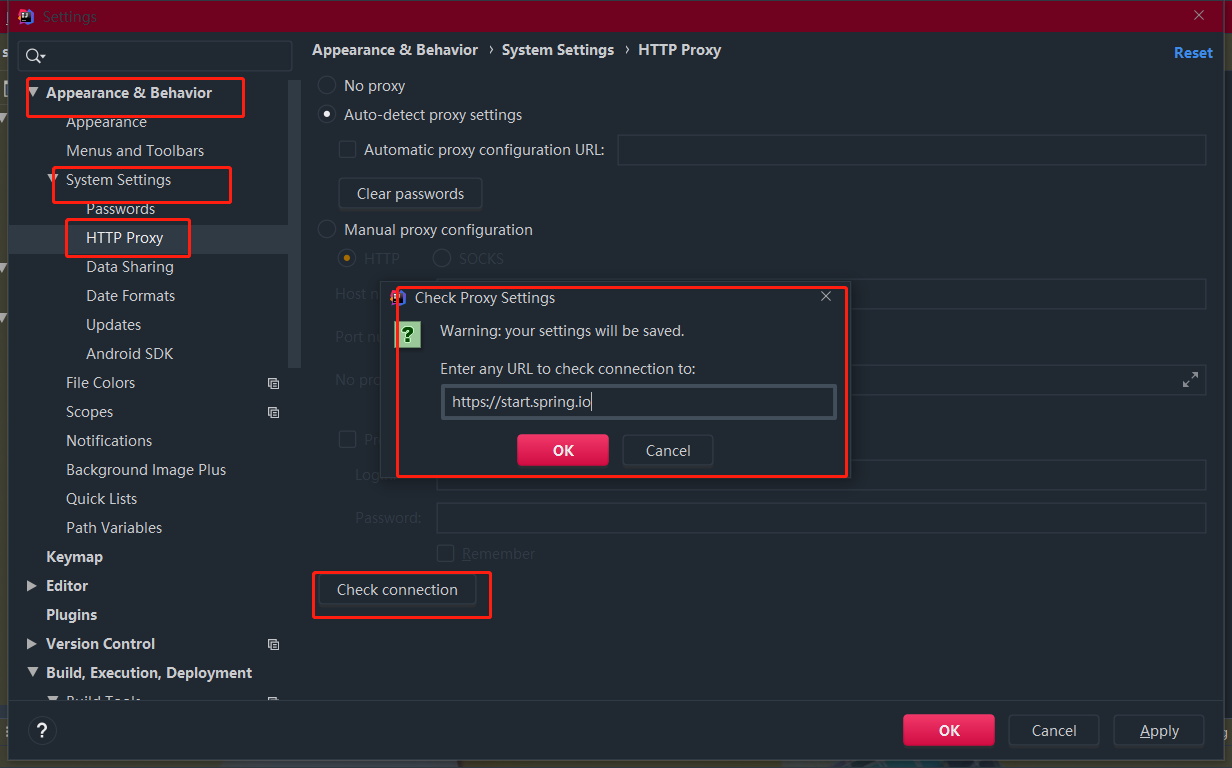 Settings
Appearance & Behavior
Appearance
Menus and Toolbars
System Settings
Passwords
HTTP Proxy
Data Sharing
Date Formats
Updates
Android SDK
File Colors
Scopes
Notifications
Background Image Plus
Quick Lists
Path Variables
Keymap
Editor
Plugins
Version Control
Build, Execution, Deployment
Build Tools
Appearance & Behavior › System Settings › HTTP Proxy
Reset
No proxy
Auto-detect proxy settings
Automatic proxy configuration URL:
Clear passwords
Manual proxy configuration
HTTP
SOCKS
Host n
Port n
No pro
Check Proxy Settings
Warning: your settings will be saved.
Enter any URL to check connection to:
https://start.spring.io
OK
Cancel
Pr
Log
Password:
Remember
Check connection
?
OK
Cancel
Apply